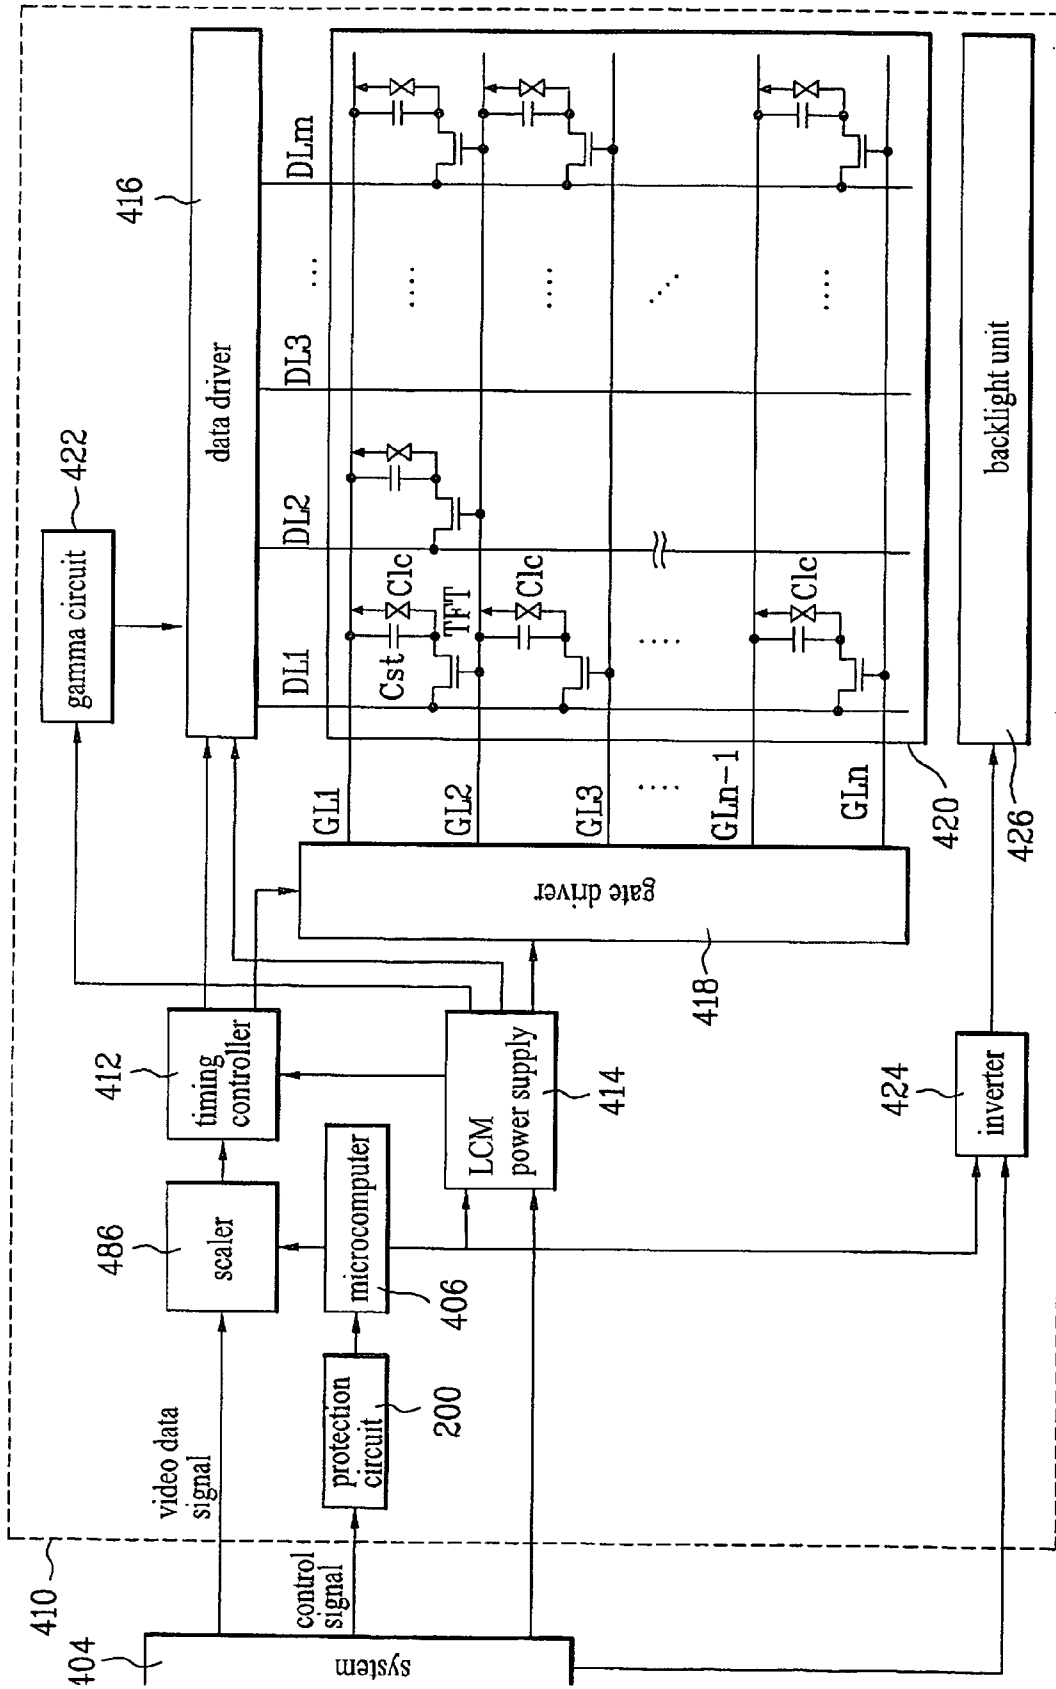 404
system
410
video data
signal
control
signal
protection
circuit
200
486
scaler
microcomputer
406
412
timing
controller
LCM
power supply
414
424
inverter
422
gamma circuit
416
data driver
gate driver
418
GL1
GL2
GL3
....
GLn-1
GLn
420
DL1
DL2
DL3
...
DLm
Cst
Clc
TFT
Clc
....
Clc
....
....
....
....
backlight unit
426